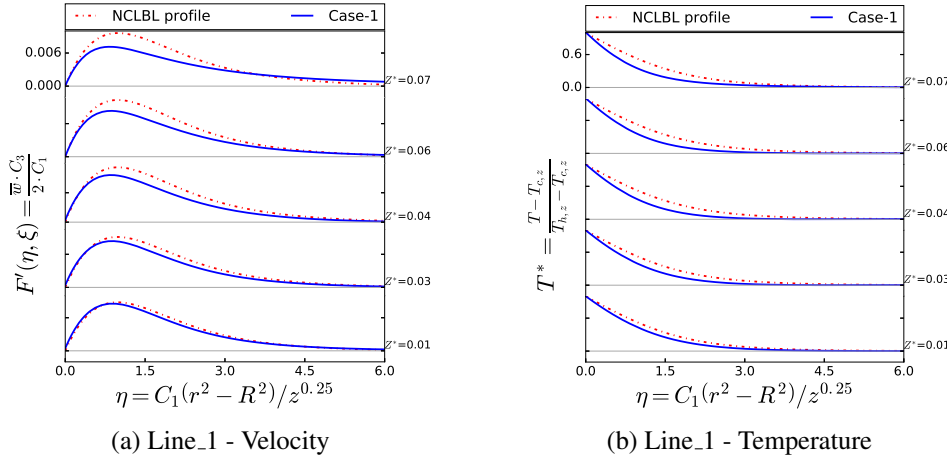 NCLBL profile Case-1
0.006
0.000
Z*=0.07
Z*=0.06
Z*=0.04
Z*=0.03
Z*=0.01
F′(η, ξ) = w̅·C₃ / 2·C₁
0.0 1.5 3.0 4.5 6.0
η = C₁(r² − R²)/z^0.25
(a) Line_1 - Velocity
NCLBL profile Case-1
0.6
0.0
Z*=0.07
Z*=0.06
Z*=0.04
Z*=0.03
Z*=0.01
T* = T − T_c,z / T_h,z − T_c,z
0.0 1.5 3.0 4.5 6.0
η = C₁(r² − R²)/z^0.25
(b) Line_1 - Temperature